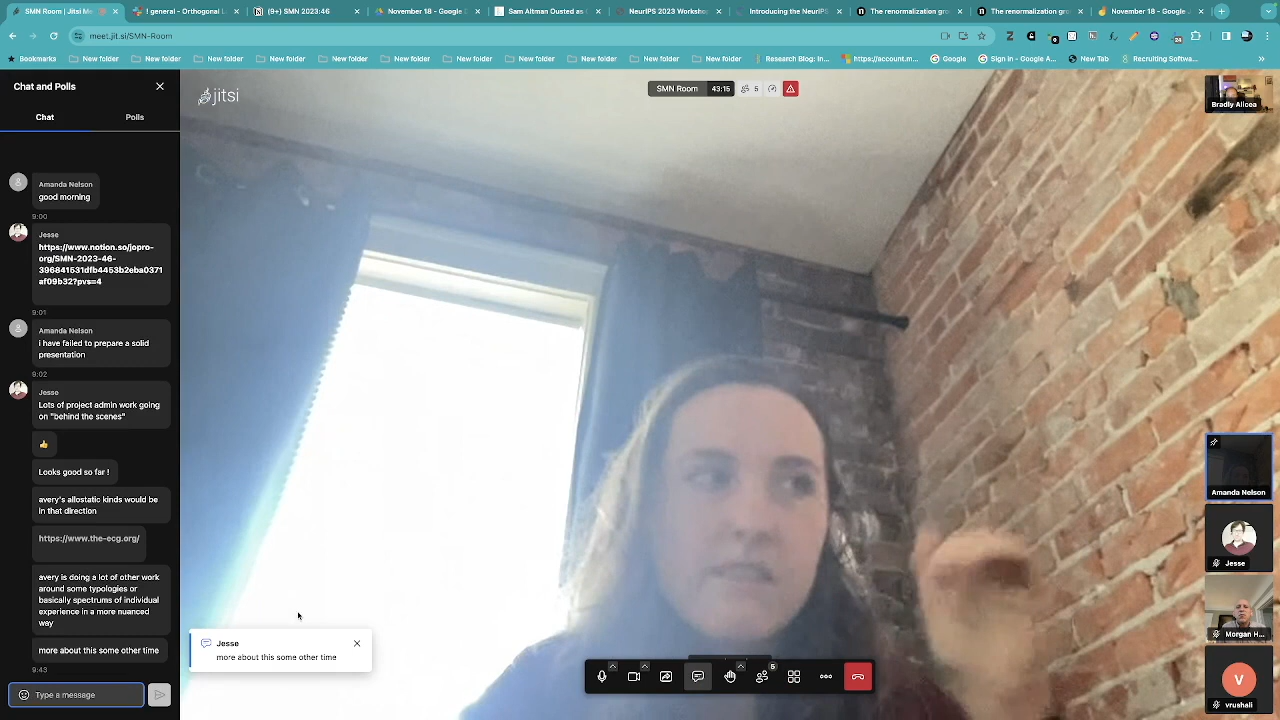 SMN Room | Jitsi M
general - Orthogonal L
(9+) SMN 2023:46
November 18 - Google
Sam Altman Ousted as
NeurIPS 2023 Worksho
Introducing the NeurIP
The renormalization gr
The renormalization gro
November 18 - Google
meet.jit.si/SMN-Room
24
Bookmarks
New folder
New folder
New folder
New folder
New folder
New folder
New folder
New folder
New folder
New folder
Research Blog: In...
https://account.m...
Google
Sign in - Google A...
New Tab
Recruiting Softwa...
Chat and Polls
Chat
Polls
Amanda Nelson
good morning
9:00
Jesse
https://www.notion.so/jopro-
org/SMN-2023-46-
396841531dfb4453b2eba0371
af09b32?pvs=4
9:01
Amanda Nelson
i have failed to prepare a solid
presentation
9:02
Jesse
Lots of project admin work going
on "behind the scenes"
Looks good so far !
avery's allostatic kinds would be
in that direction
https://www.the-ecg.org/
avery is doing a lot of other work
around some typologies or
basically spectrums of individual
experience in a more nuanced
way
more about this some other time
9:43
Type a message
jitsi
SMN Room
43:15
5
Jesse
more about this some other time
5
Bradly Alicea
Amanda Nelson
Jesse
Morgan H...
V
vrushali